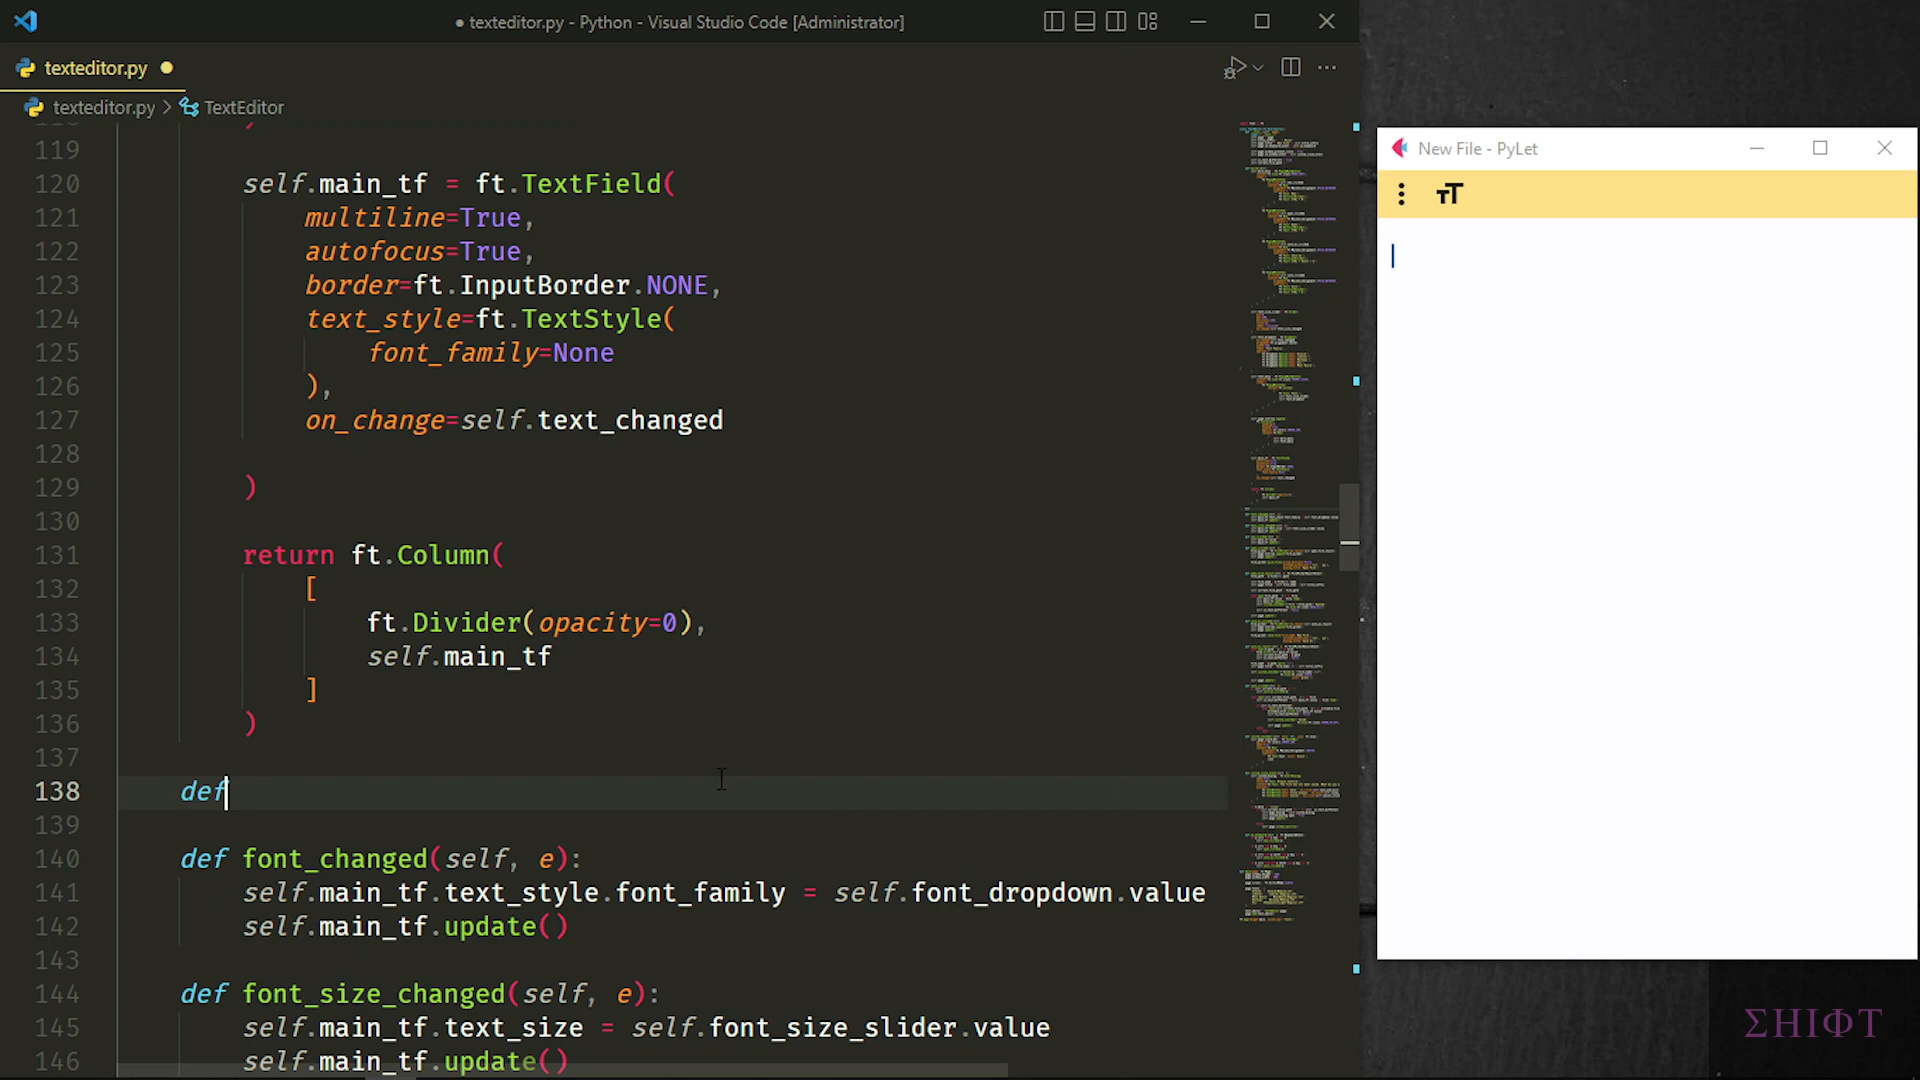 texteditor.py - Python - Visual Studio Code [Administrator]
texteditor.py
texteditor.py > TextEditor
119
120 self.main_tf = ft.TextField(
121 multiline=True,
122 autofocus=True,
123 border=ft.InputBorder.NONE,
124 text_style=ft.TextStyle(
125 font_family=None
126 ),
127 on_change=self.text_changed
128
129 )
130
131 return ft.Column(
132 [
133 ft.Divider(opacity=0),
134 self.main_tf
135 ]
136 )
137
138 def
139
140 def font_changed(self, e):
141 self.main_tf.text_style.font_family = self.font_dropdown.value
142 self.main_tf.update()
143
144 def font_size_changed(self, e):
145 self.main_tf.text_size = self.font_size_slider.value
146 self.main_tf.update()
New File - PyLet
TT
ΣHIΦT